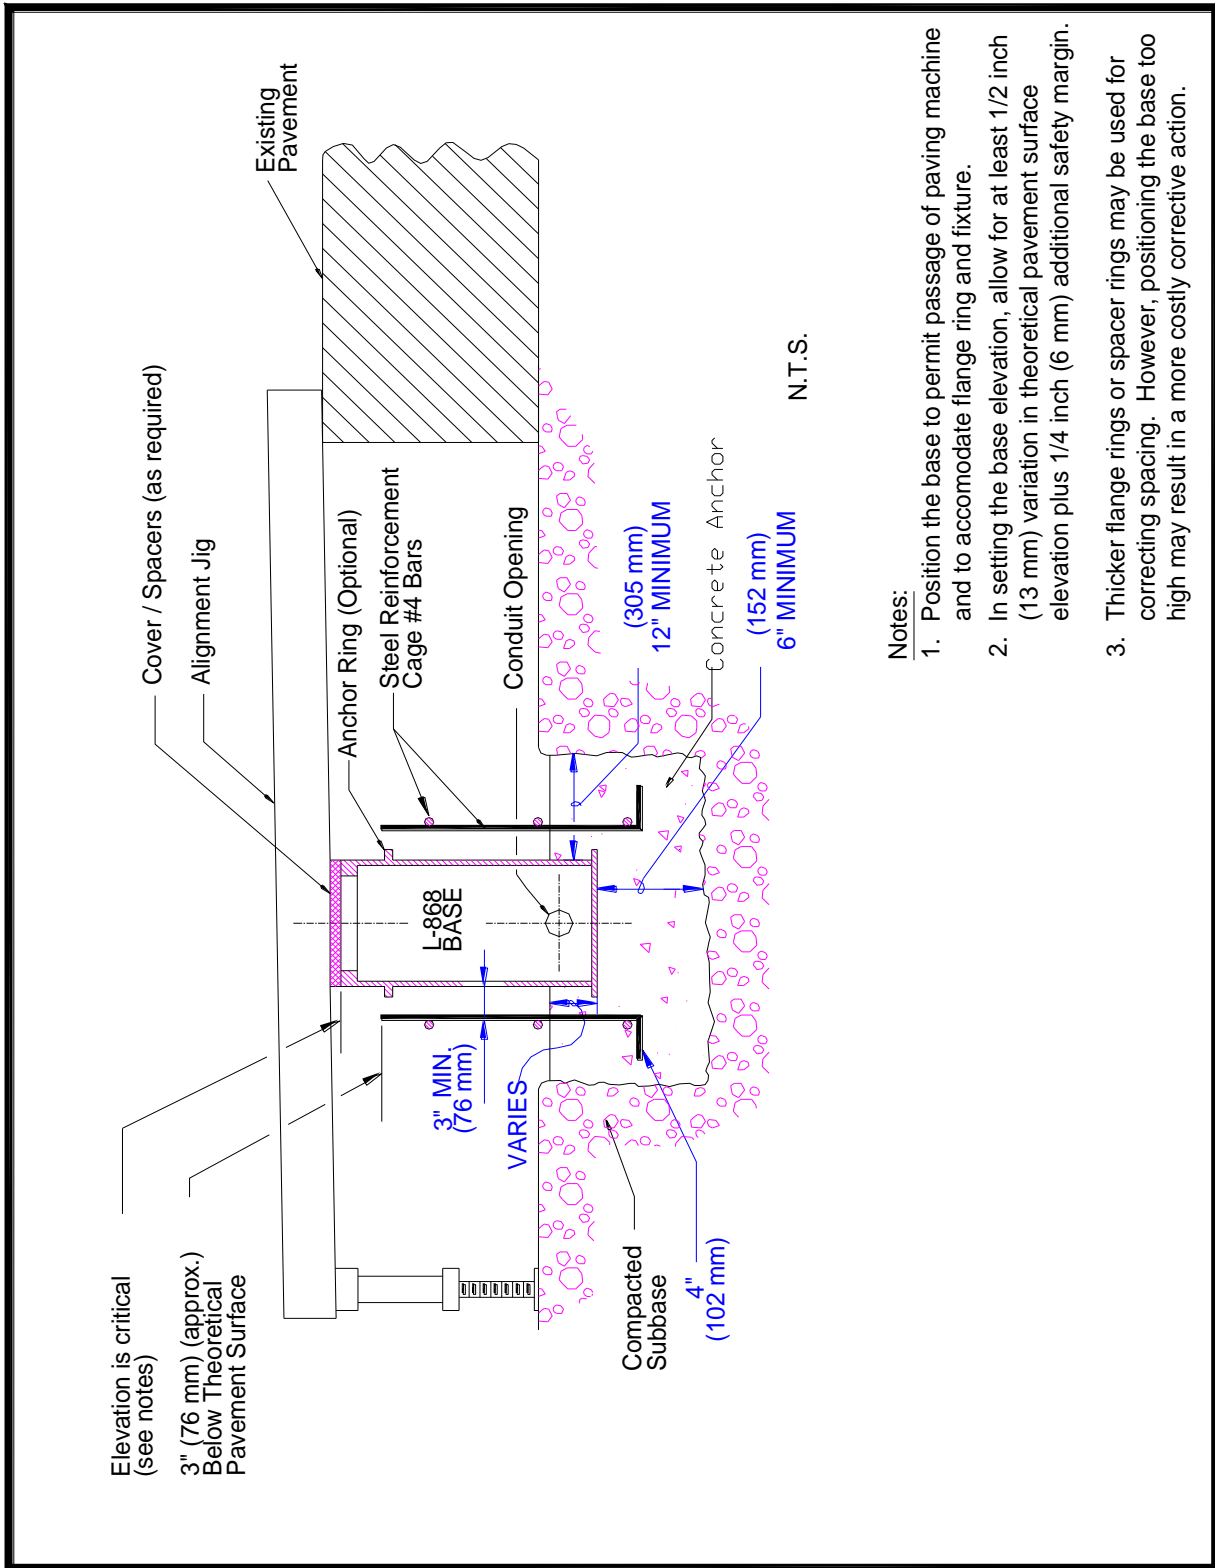 Elevation is critical
(see notes)
3" (76 mm) (approx.)
Below Theoretical
Pavement Surface
Cover / Spacers (as required)
Alignment Jig
Existing
Pavement
Anchor Ring (Optional)
Steel Reinforcement
Cage #4 Bars
Conduit Opening
L-868
BASE
3" MIN.
(76 mm)
VARIES
(305 mm)
12" MINIMUM
Concrete Anchor
(152 mm)
6" MINIMUM
Compacted
Subbase
4"
(102 mm)
N.T.S.
Notes:
1. Position the base to permit passage of paving machine
and to accomodate flange ring and fixture.
2. In setting the base elevation, allow for at least 1/2 inch
(13 mm) variation in theoretical pavement surface
elevation plus 1/4 inch (6 mm) additional safety margin.
3. Thicker flange rings or spacer rings may be used for
correcting spacing. However, positioning the base too
high may result in a more costly corrective action.